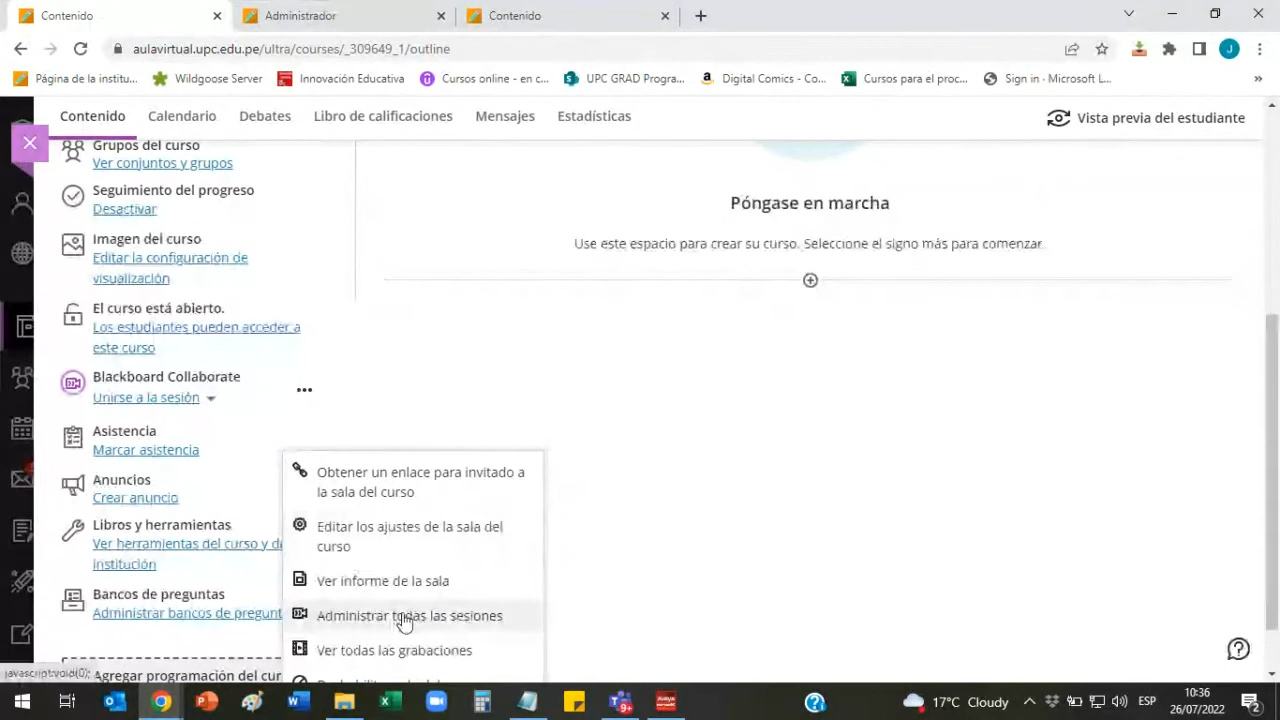 Contenido
Administrador
Contenido
aulavirtual.upc.edu.pe/ultra/courses/_309649_1/outline
J
Página de la institu...
Wildgoose Server
Innovación Educativa
Cursos online - en c...
UPC GRAD Progra...
Digital Comics - Co...
Cursos para el proc...
Sign in - Microsoft L...
»
Contenido
Calendario
Debates
Libro de calificaciones
Mensajes
Estadísticas
Vista previa del estudiante
Grupos del curso
Ver conjuntos y grupos
Seguimiento del progreso
Desactivar
Imagen del curso
Editar la configuración de
visualización
El curso está abierto.
Los estudiantes pueden acceder a
este curso
Blackboard Collaborate
Unirse a la sesión
Asistencia
Marcar asistencia
Anuncios
Crear anuncio
Libros y herramientas
Ver herramientas del curso y d
institución
Bancos de preguntas
Administrar bancos de pregunt
Agregar programación del cur
Póngase en marcha
Use este espacio para crear su curso. Seleccione el signo más para comenzar.
Obtener un enlace para invitado a
la sala del curso
Editar los ajustes de la sala del
curso
Ver informe de la sala
Administrar todas las sesiones
Ver todas las grabaciones
javascript:void(0);
17°C Cloudy
ESP
10:36
26/07/2022
2
9+